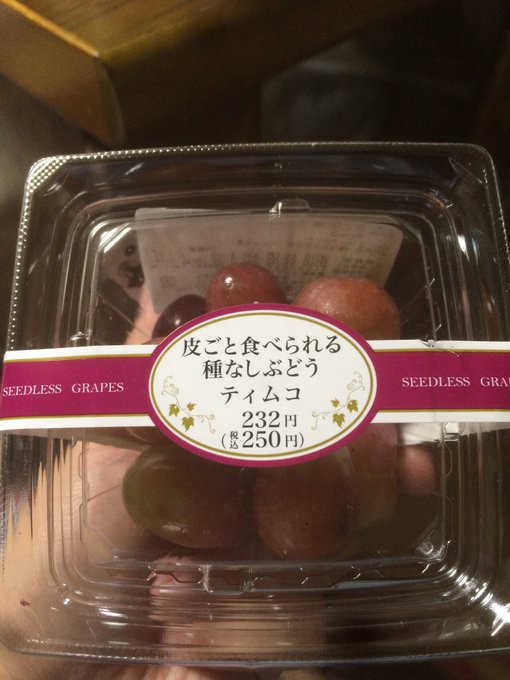 皮ごと食べられる
種なしぶどう
ティムコ
232円
(税込250円)
SEEDLESS GRAPES
SEEDLESS GRA